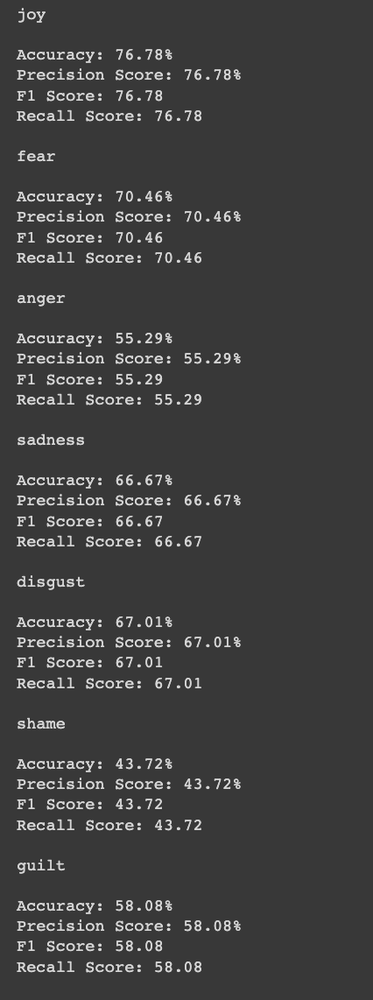 joy
Accuracy: 76.78%
Precision Score: 76.78%
F1 Score: 76.78
Recall Score: 76.78
fear
Accuracy: 70.46%
Precision Score: 70.46%
F1 Score: 70.46
Recall Score: 70.46
anger
Accuracy: 55.29%
Precision Score: 55.29%
F1 Score: 55.29
Recall Score: 55.29
sadness
Accuracy: 66.67%
Precision Score: 66.67%
F1 Score: 66.67
Recall Score: 66.67
disgust
Accuracy: 67.01%
Precision Score: 67.01%
F1 Score: 67.01
Recall Score: 67.01
shame
Accuracy: 43.72%
Precision Score: 43.72%
F1 Score: 43.72
Recall Score: 43.72
guilt
Accuracy: 58.08%
Precision Score: 58.08%
F1 Score: 58.08
Recall Score: 58.08